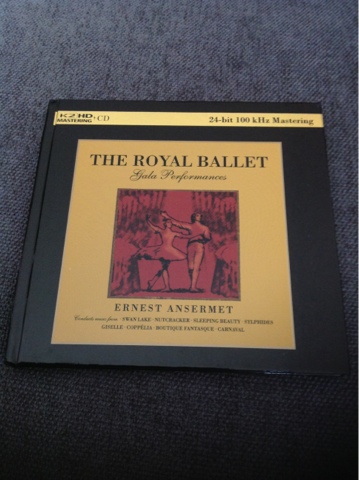 K2 HD CD
MASTERING
24-bit 100 kHz Mastering
THE ROYAL BALLET
Gala Performances
ERNEST ANSERMET
Conducts music from · SWAN LAKE · NUTCRACKER · SLEEPING BEAUTY · SYLPHIDES
GISELLE · COPPÉLIA · BOUTIQUE FANTASQUE · CARNAVAL